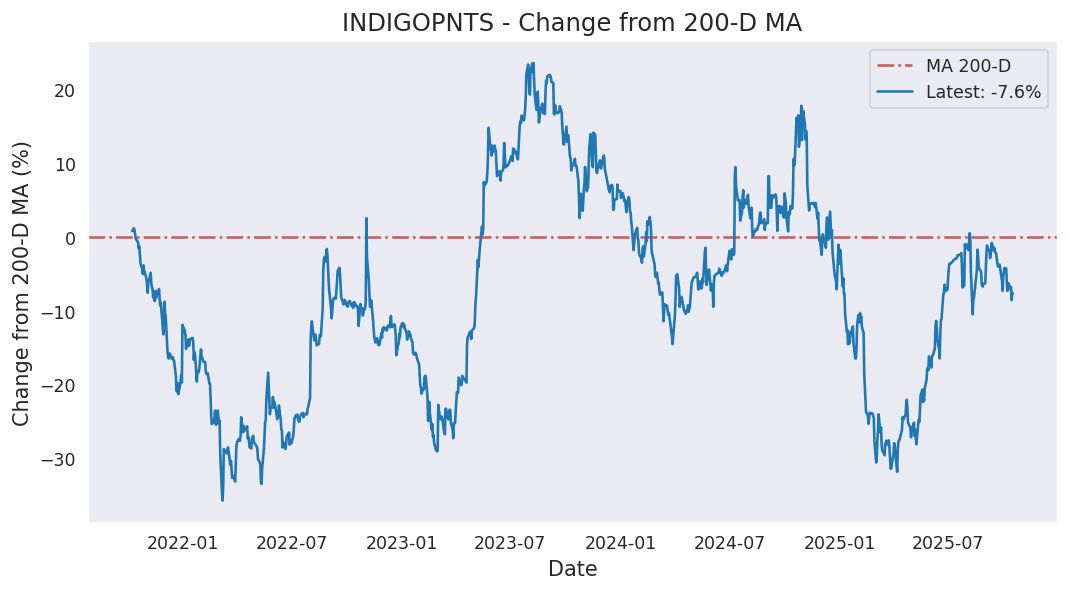 INDIGOPNTS - Change from 200-D MA
MA 200-D
Latest: -7.6%
Change from 200-D MA (%)
20
10
0
−10
−20
−30
2022-01 2022-07 2023-01 2023-07 2024-01 2024-07 2025-01 2025-07
Date